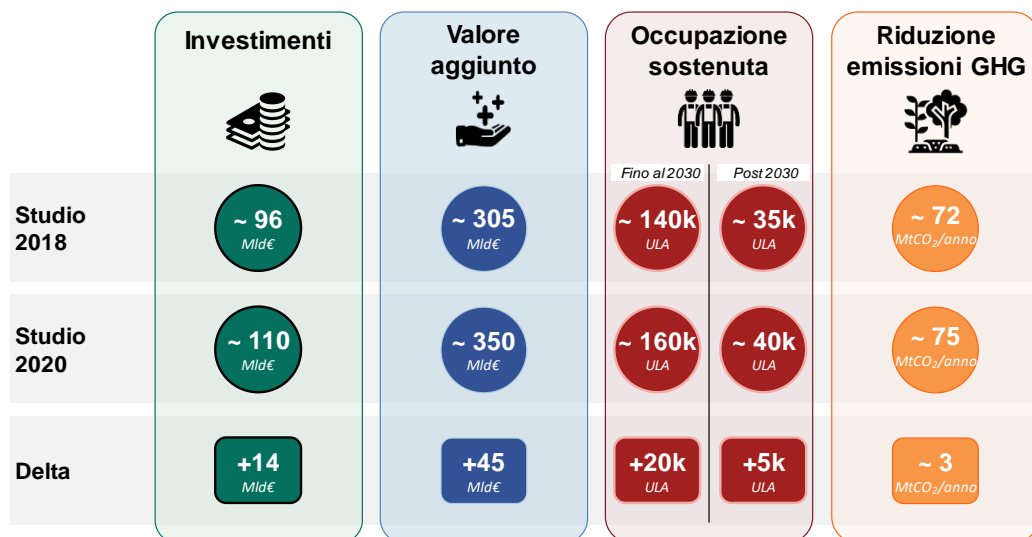 Investimenti
Valore
aggiunto
Occupazione
sostenuta
Riduzione
emissioni GHG
Fino al 2030
Post 2030
Studio
2018
~ 96
Mld€
~ 305
Mld€
~ 140k
ULA
~ 35k
ULA
~ 72
MtCO₂/anno
Studio
2020
~ 110
Mld€
~ 350
Mld€
~ 160k
ULA
~ 40k
ULA
~ 75
MtCO₂/anno
Delta
+14
Mld€
+45
Mld€
+20k
ULA
+5k
ULA
~ 3
MtCO₂/anno